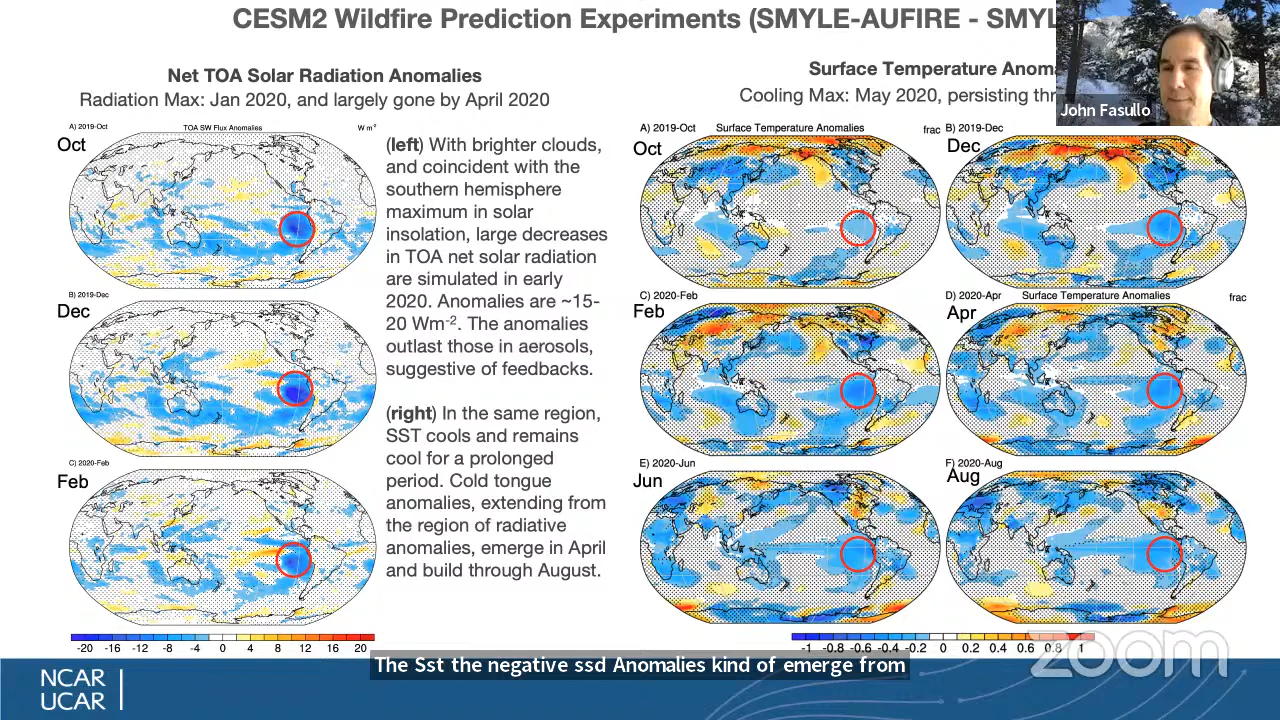 CESM2 Wildfire Prediction Experiments (SMYLE-AUFIRE - SMYL
Net TOA Solar Radiation Anomalies
Radiation Max: Jan 2020, and largely gone by April 2020
Surface Temperature Anom
Cooling Max: May 2020, persisting thr
John Fasullo
A) 2019-Oct
TOA SW Flux Anomalies
W m-2
Oct
B) 2019-Dec
Dec
C) 2020-Feb
Feb
-20 -16 -12 -8 -4 0 4 8 12 16 20
(left) With brighter clouds,
and coincident with the
southern hemisphere
maximum in solar
insolation, large decreases
in TOA net solar radiation
are simulated in early
2020. Anomalies are ~15-
20 Wm-2. The anomalies
outlast those in aerosols,
suggestive of feedbacks.
(right) In the same region,
SST cools and remains
cool for a prolonged
period. Cold tongue
anomalies, extending from
the region of radiative
anomalies, emerge in April
and build through August.
A) 2019-Oct
Surface Temperature Anomalies
frac
Oct
B) 2019-Dec
Dec
C) 2020-Feb
Feb
D) 2020-Apr
Surface Temperature Anomalies
frac
Apr
E) 2020-Jun
Jun
F) 2020-Aug
Aug
-1 -0.8 -0.6 -0.4 -0.2 0 0.2 0.4 0.6 0.8 1
zoom
The Sst the negative ssd Anomalies kind of emerge from
NCAR
UCAR